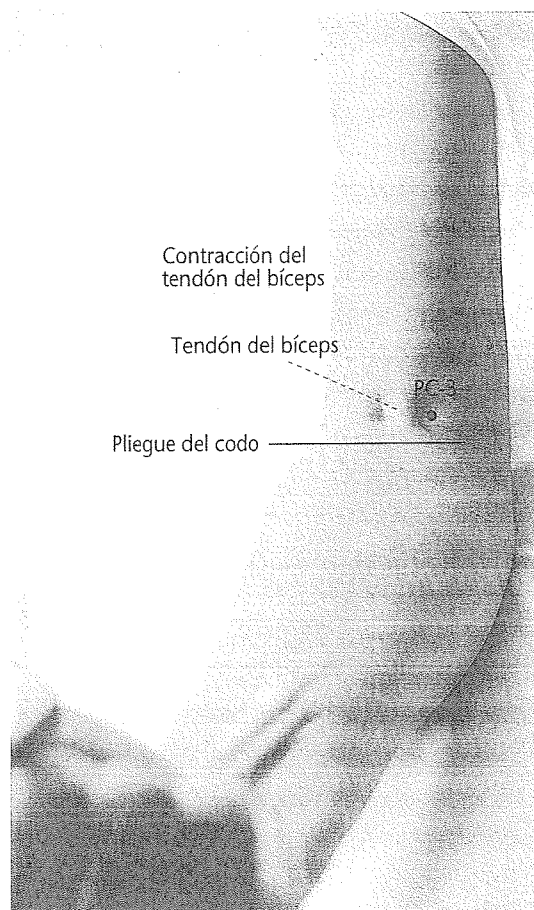 Contracción del
tendón del bíceps
Tendón del bíceps
PC-3
Pliegue del codo